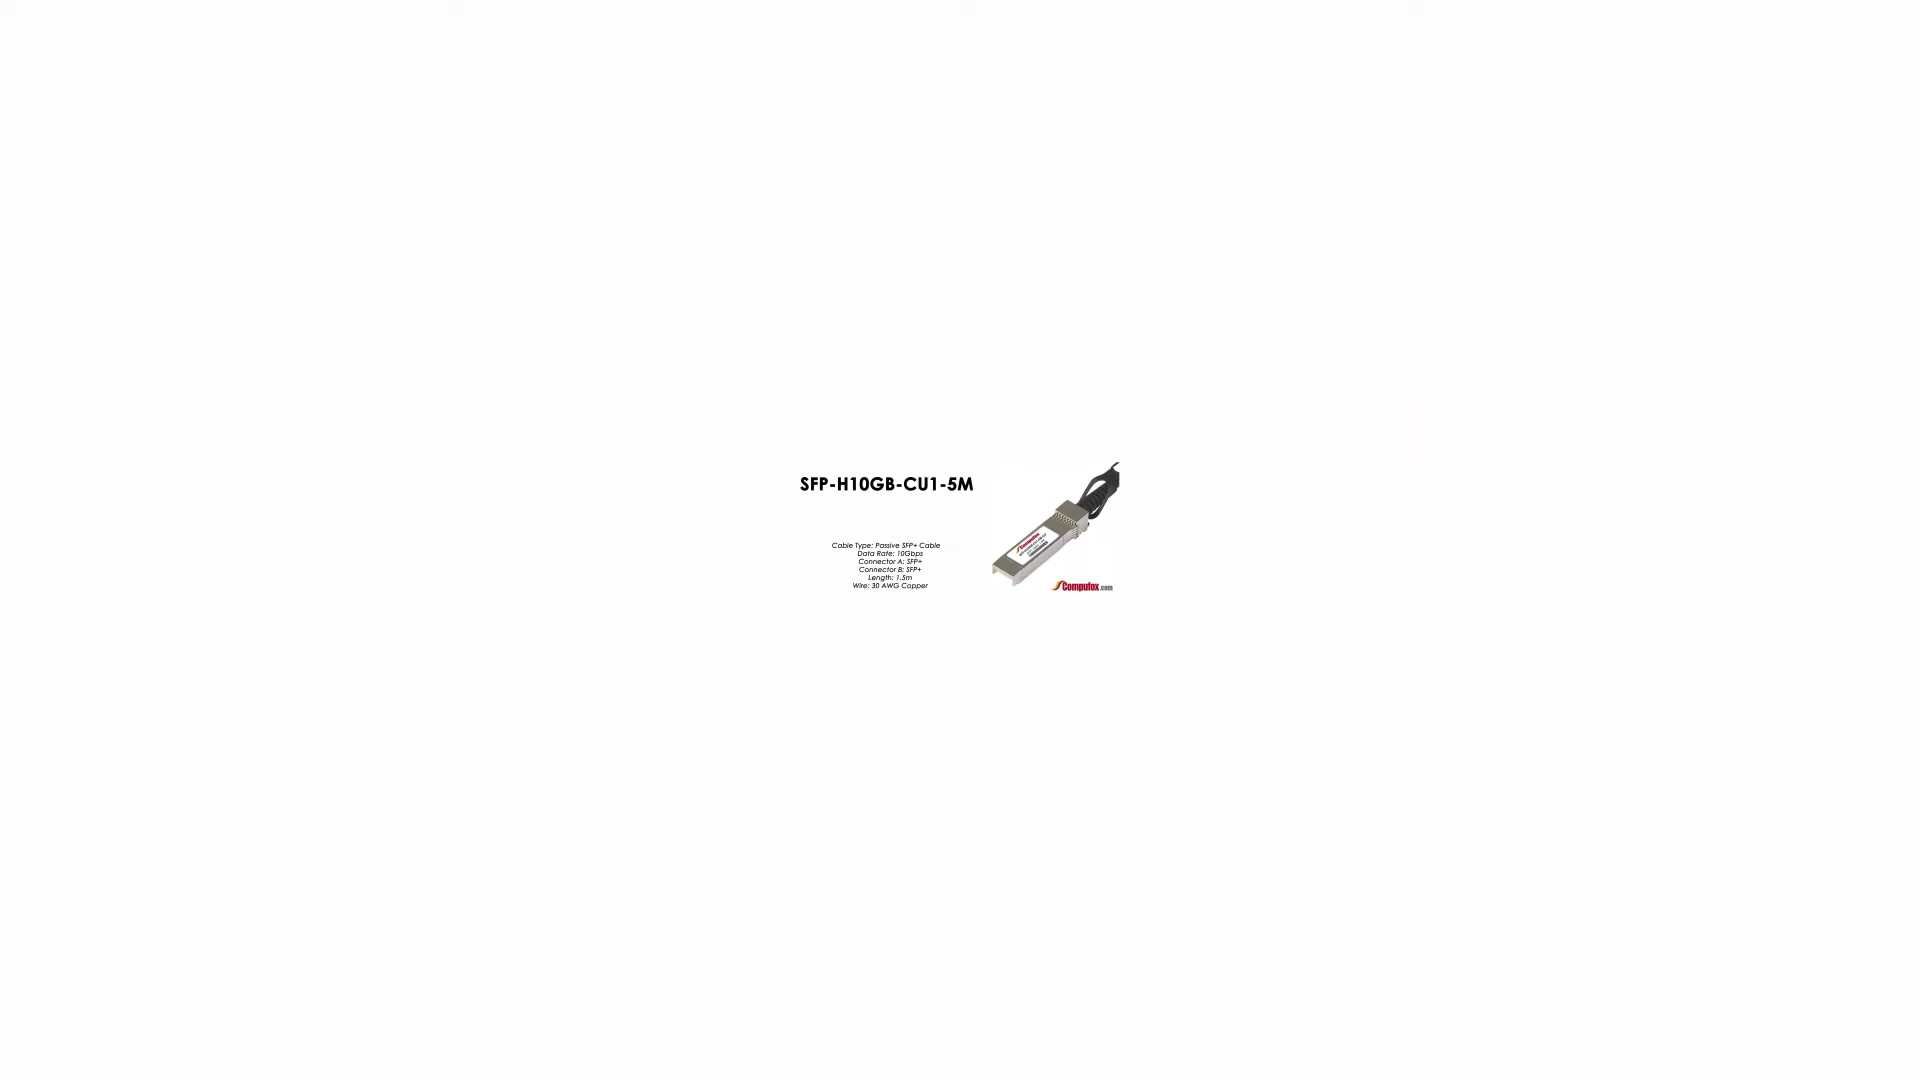 SFP-H10GB-CU1-5M
Cable Type: Passive SFP+ Cable
Data Rate: 10Gbps
Connector A: SFP+
Connector B: SFP+
Length: 1.5m
Wire: 30 AWG Copper
Compufox
Compufox.com